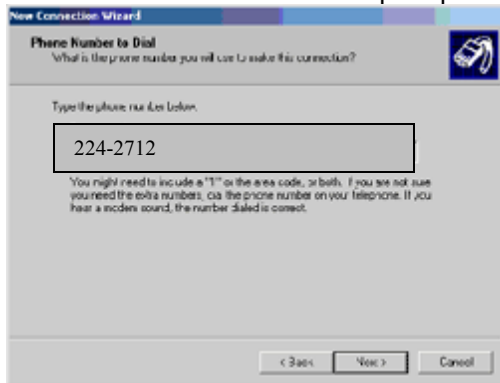 New Connection Wizard
Phone Number to Dial
What is the phone number you will use to make this connection?
Type the phone number below.
224-2712
You might need to include a "1" or the area code, or both. If you are not sure
you need the extra numbers, dial the phone number on your telephone. If you
hear a modem sound, the number dialed is correct.
< Back
Next >
Cancel